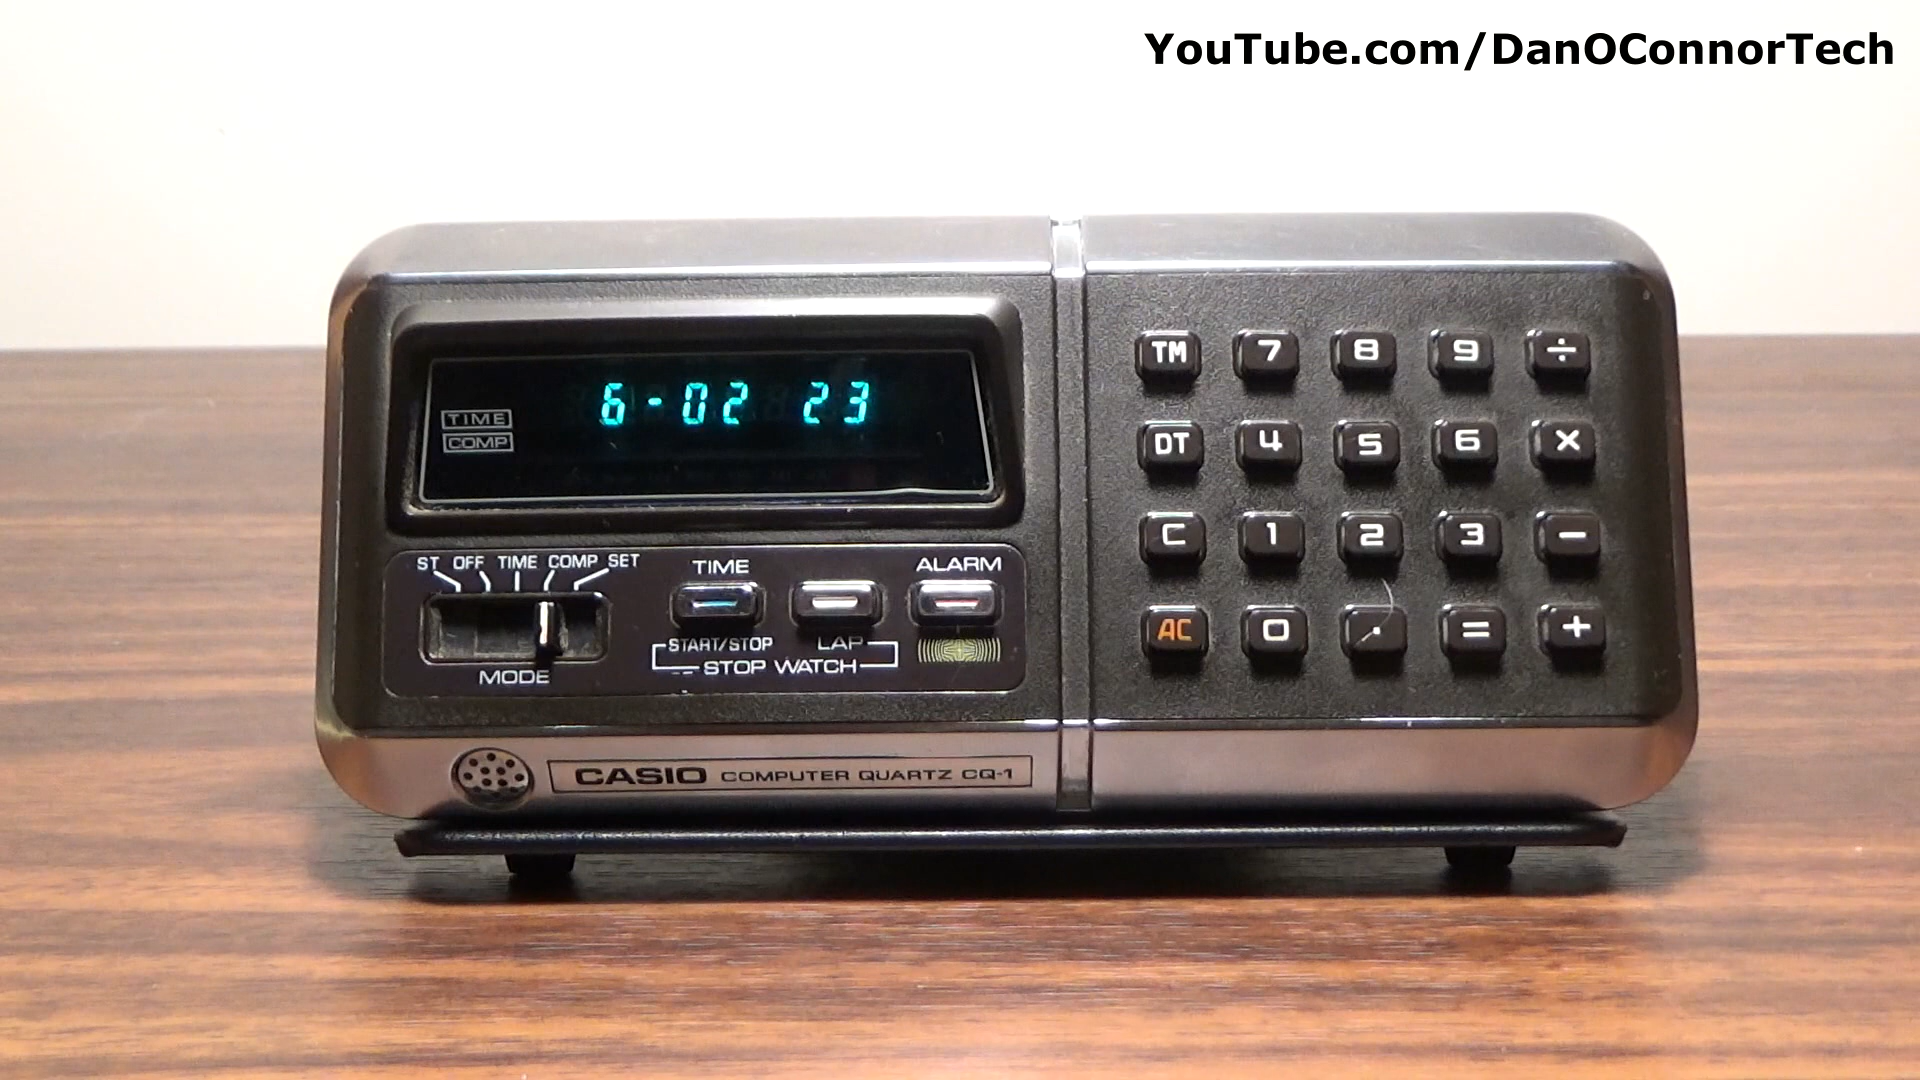 YouTube.com/DanOConnorTech
6-02 23
TIME
COMP
ST OFF TIME COMP SET
MODE
TIME
ALARM
START/STOP
LAP
STOP WATCH
CASIO COMPUTER QUARTZ CQ-1
TM 7 8 9 ÷
DT 4 5 6 ×
C 1 2 3 −
AC 0 . = +